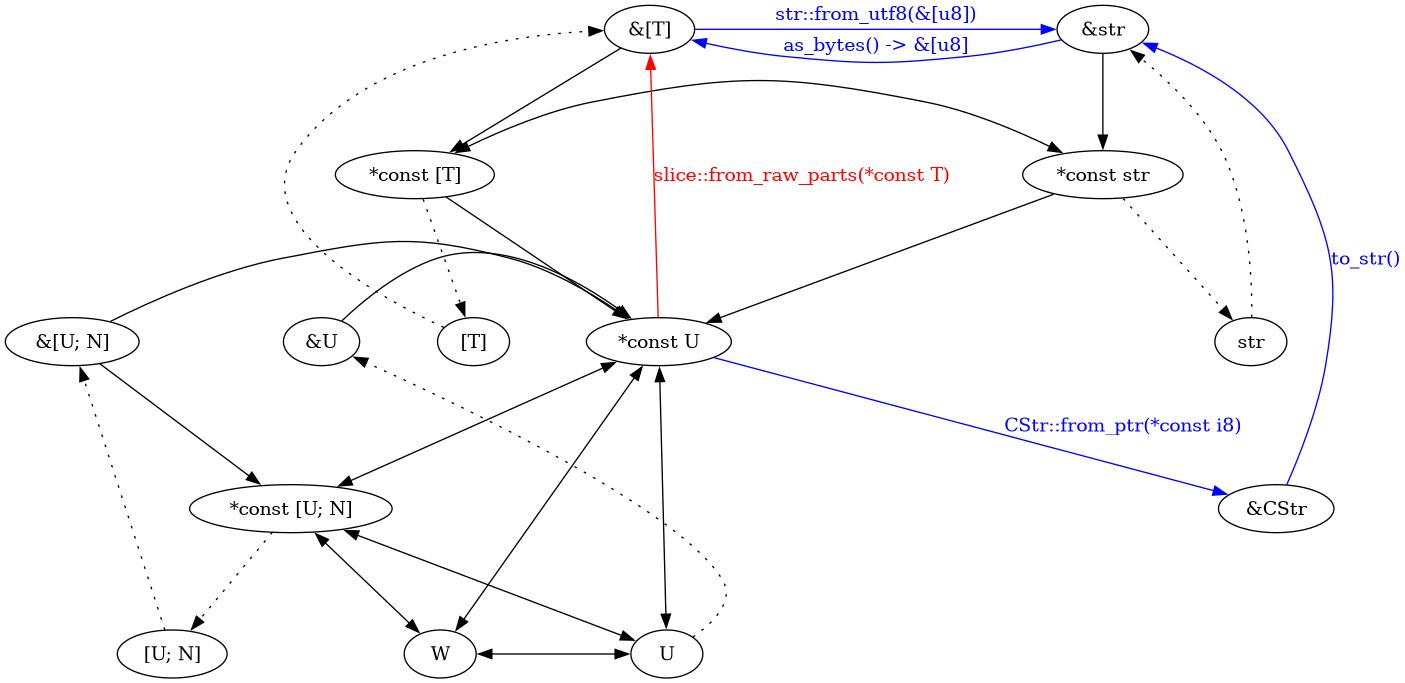 &[T]
str::from_utf8(&[u8])
&str
as_bytes() -> &[u8]
*const [T]
slice::from_raw_parts(*const T)
*const str
to_str()
&[U; N]
&U
[T]
*const U
str
CStr::from_ptr(*const i8)
*const [U; N]
&CStr
[U; N]
W
U